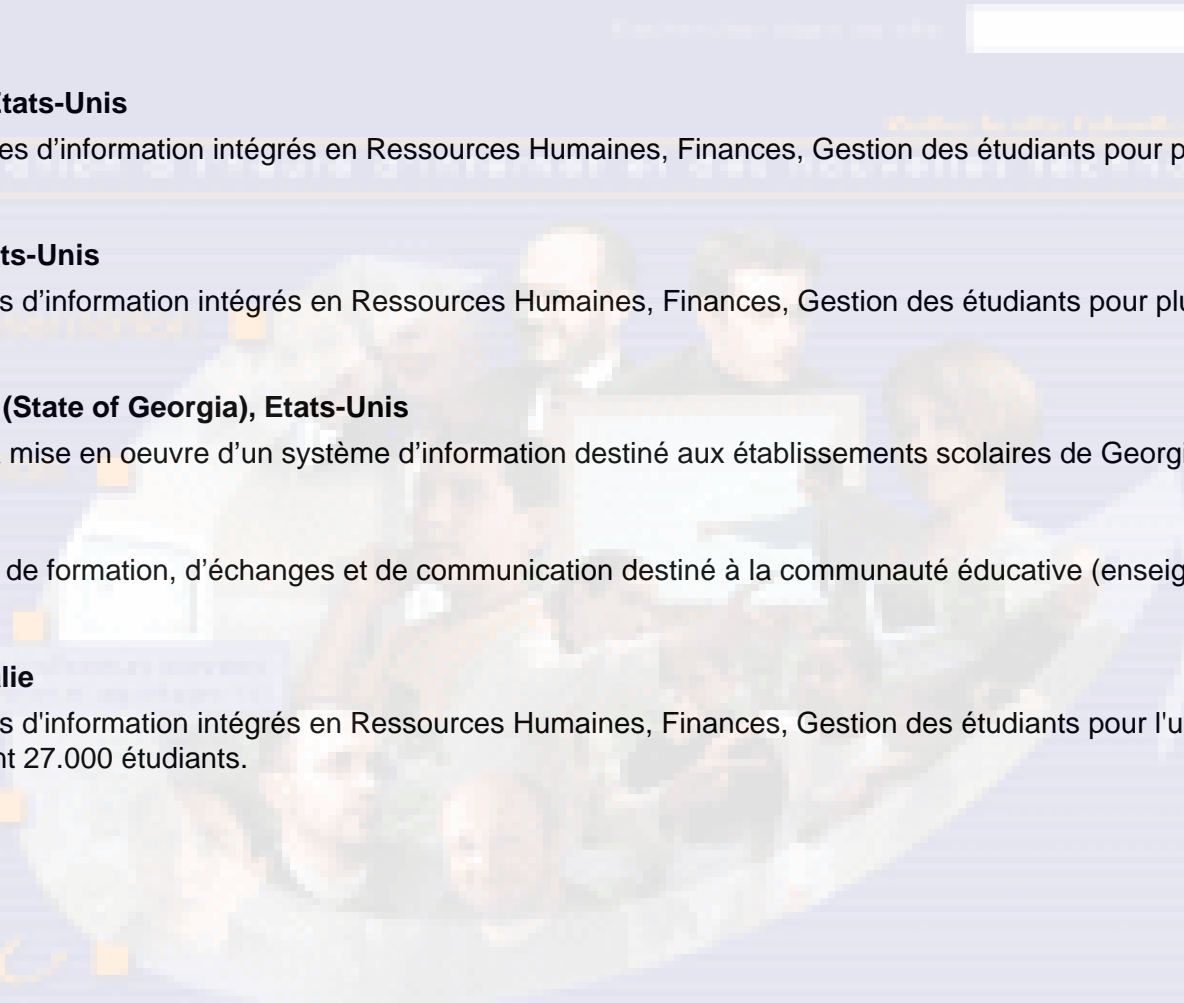 Etats-Unis
es d’information intégrés en Ressources Humaines, Finances, Gestion des étudiants pour p
ts-Unis
s d’information intégrés en Ressources Humaines, Finances, Gestion des étudiants pour plu
(State of Georgia), Etats-Unis
mise en oeuvre d’un système d’information destiné aux établissements scolaires de Georgi
de formation, d’échanges et de communication destiné à la communauté éducative (enseig
lie
s d'information intégrés en Ressources Humaines, Finances, Gestion des étudiants pour l'u
nt 27.000 étudiants.